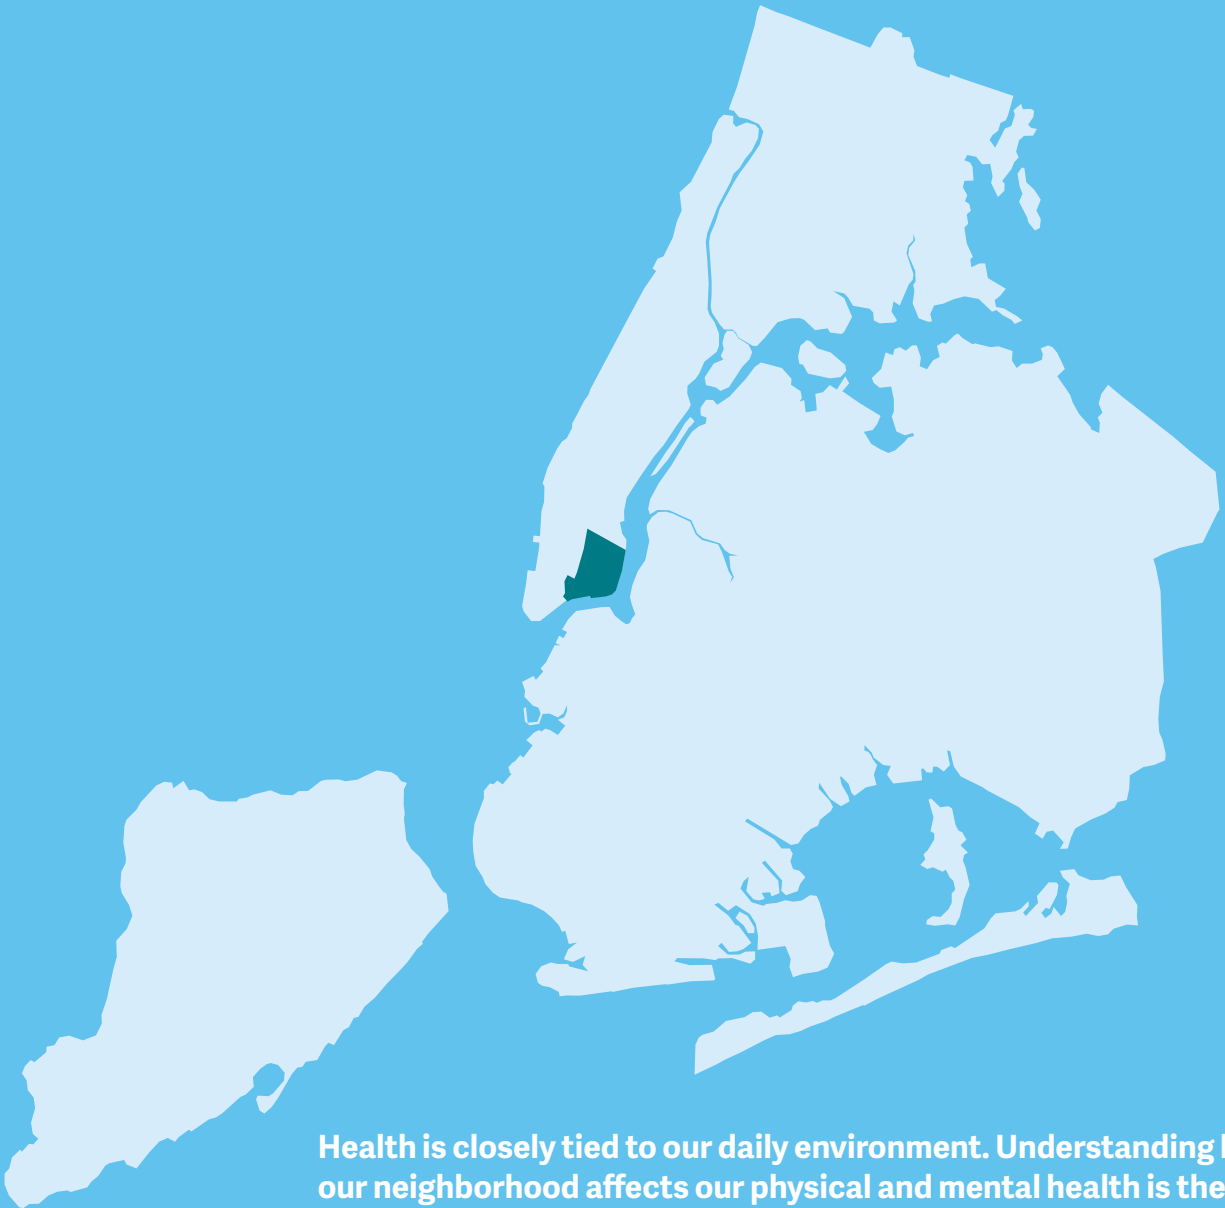 Health is closely tied to our daily environment. Understanding
our neighborhood affects our physical and mental health is the